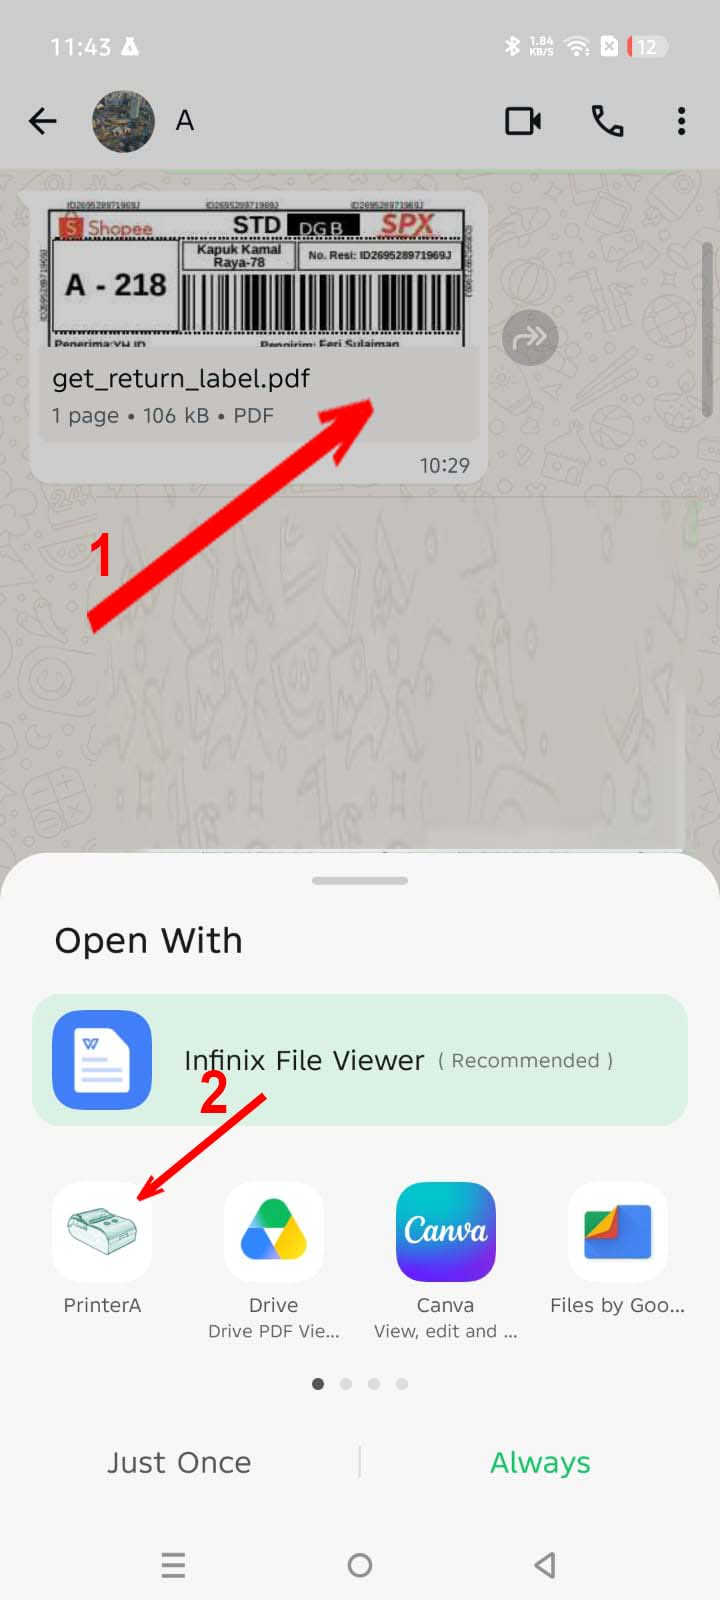 11:43
1.84
KB/S
12
A
ID269528971969J ID269528971969J ID269528971969J
Shopee STD DGB SPX
Kapuk Kamal
Raya-78
No. Resi: ID269528971969J
A - 218
Penerima:YH ID Pengirim: Feri Sulaiman
get_return_label.pdf
1 page • 106 kB • PDF
10:29
1
Open With
Infinix File Viewer ( Recommended )
2
PrinterA
Drive
Drive PDF Vie...
Canva
Canva
View, edit and ...
Files by Goo...
Just Once
Always